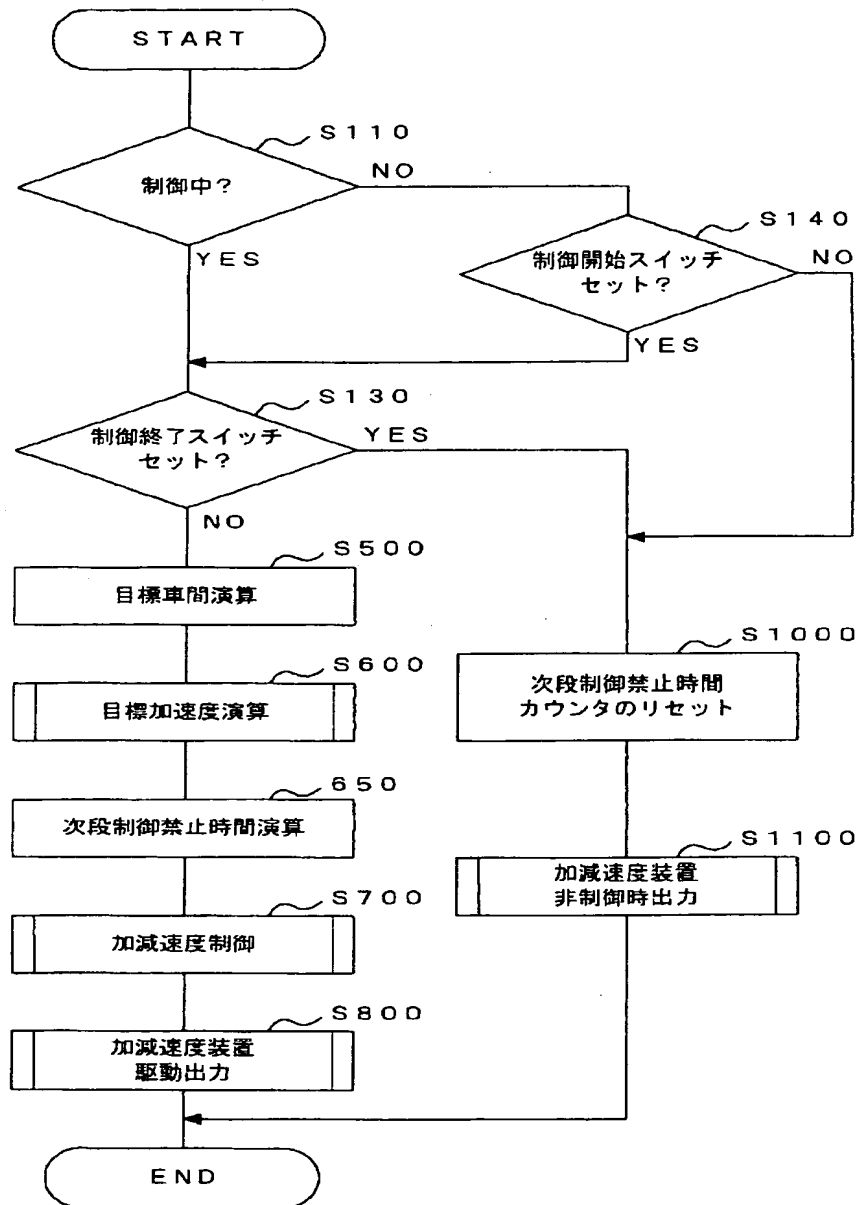 START
S110
制御中?
NO
YES
S140
制御開始スイッチ
セット?
NO
YES
S130
制御終了スイッチ
セット?
YES
NO
S500
目標車間演算
S600
目標加速度演算
650
次段制御禁止時間演算
S700
加減速度制御
S800
加減速度装置
駆動出力
S1000
次段制御禁止時間
カウンタのリセット
S1100
加減速度装置
非制御時出力
END